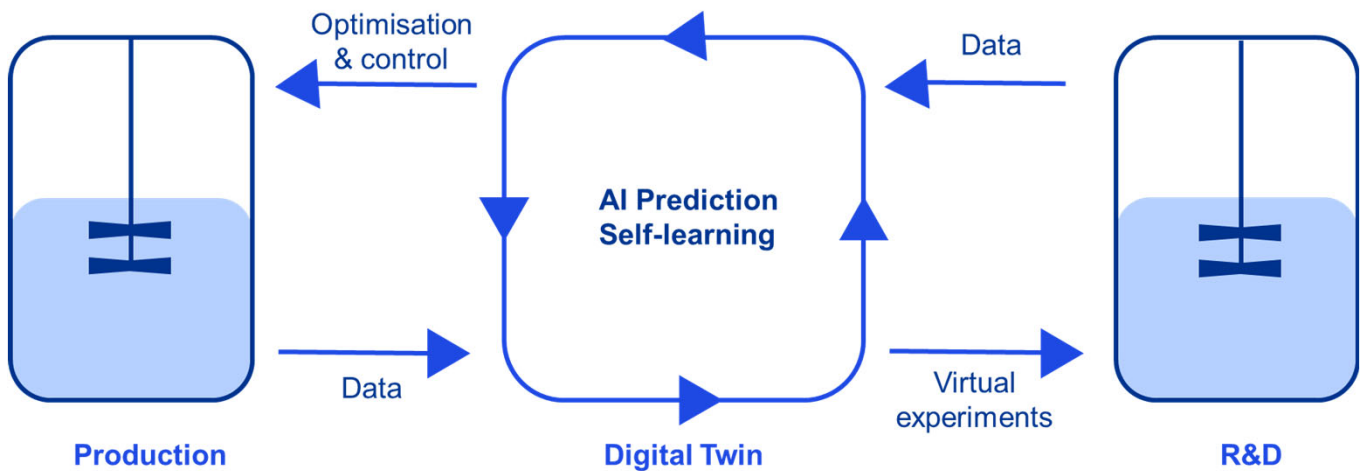 Optimisation
& control
Data
AI Prediction
Self-learning
Data
Virtual
experiments
Production
Digital Twin
R&D